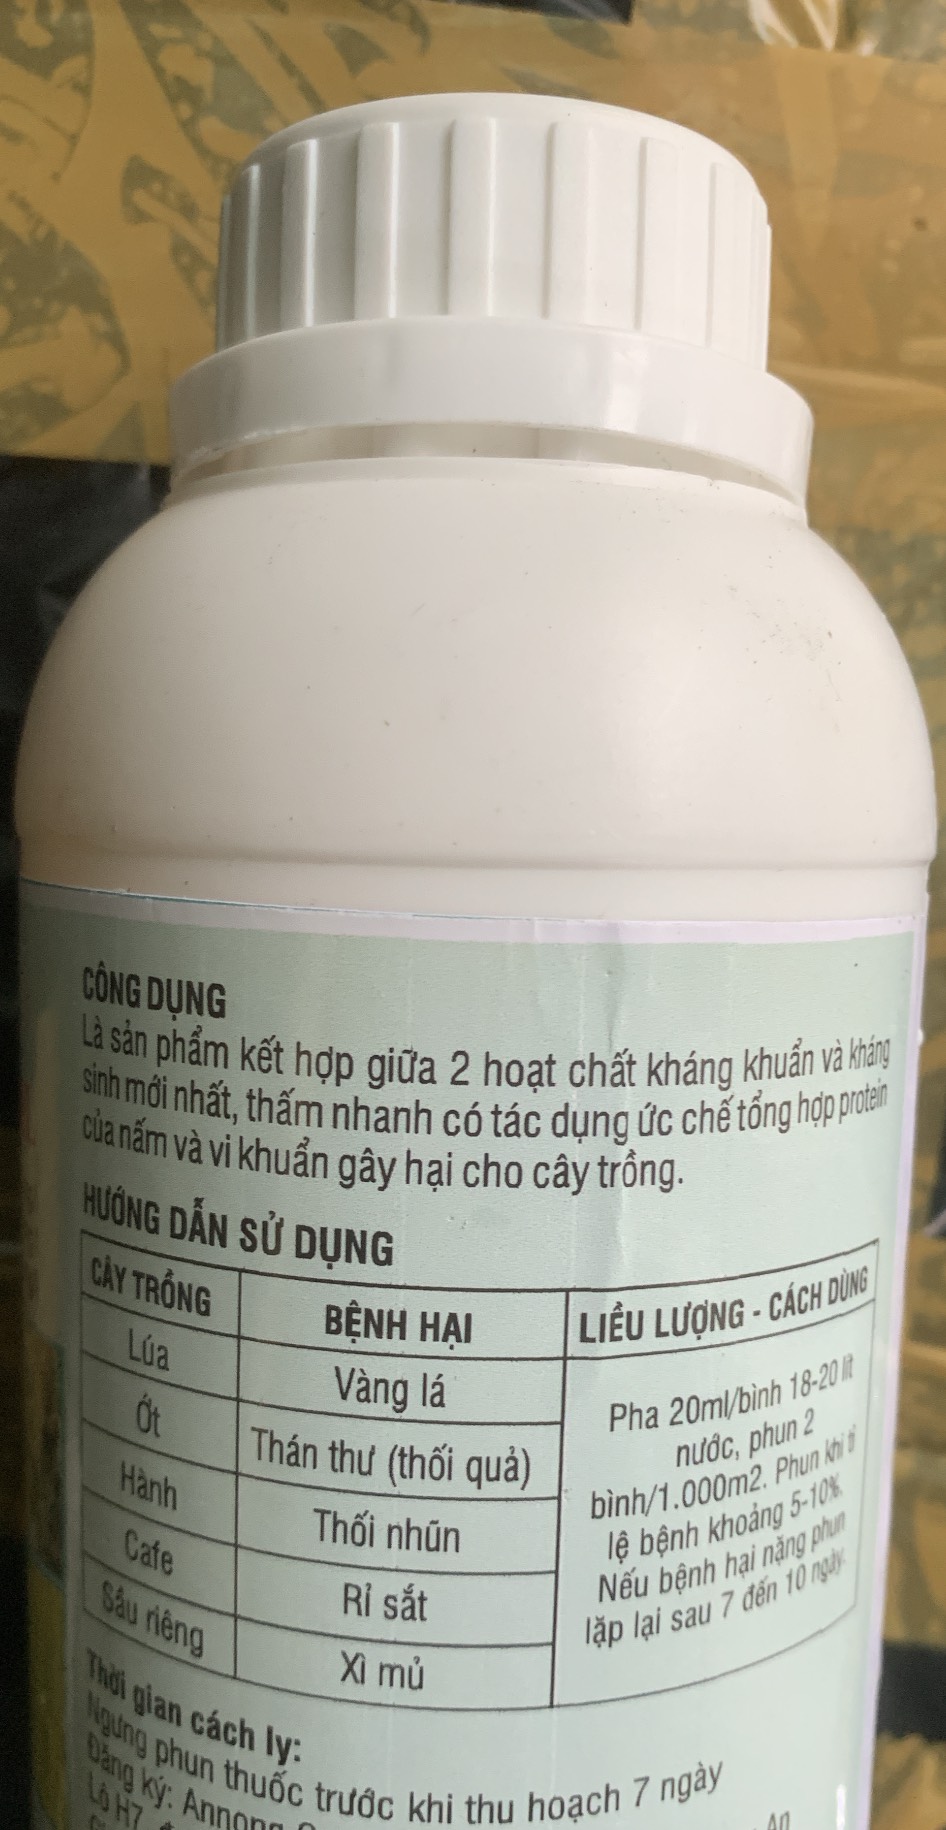 CÔNG DỤNG
Là sản phẩm kết hợp giữa 2 hoạt chất kháng khuẩn và kháng
sinh mới nhất, thấm nhanh có tác dụng ức chế tổng hợp protein
của nấm và vi khuẩn gây hại cho cây trồng.
HƯỚNG DẪN SỬ DỤNG
CÂY TRỒNG BỆNH HẠI LIỀU LƯỢNG - CÁCH DÙNG
Lúa Vàng lá
Ớt Thán thư (thối quả)
Hành Thối nhũn
Cafe Rỉ sắt
Sầu riêng Xì mủ
Pha 20ml/bình 18-20 lít
nước, phun 2
bình/1.000m2. Phun khi tỉ
lệ bệnh khoảng 5-10%.
Nếu bệnh hại nặng phun
lặp lại sau 7 đến 10 ngày.
Thời gian cách ly:
Ngưng phun thuốc trước khi thu hoạch 7 ngày
Đăng ký: Annong
Lô H7, An